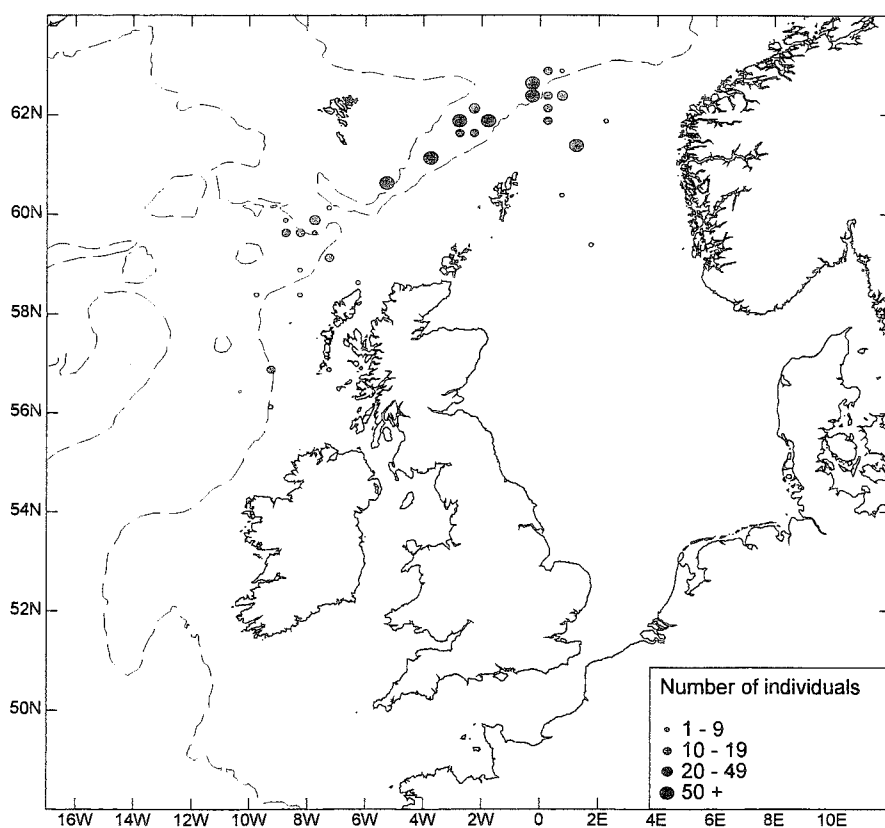 62N
60N
58N
56N
54N
52N
50N
Number of individuals
1 - 9
10 - 19
20 - 49
50 +
16W 14W 12W 10W 8W 6W 4W 2W 0 2E 4E 6E 8E 10E